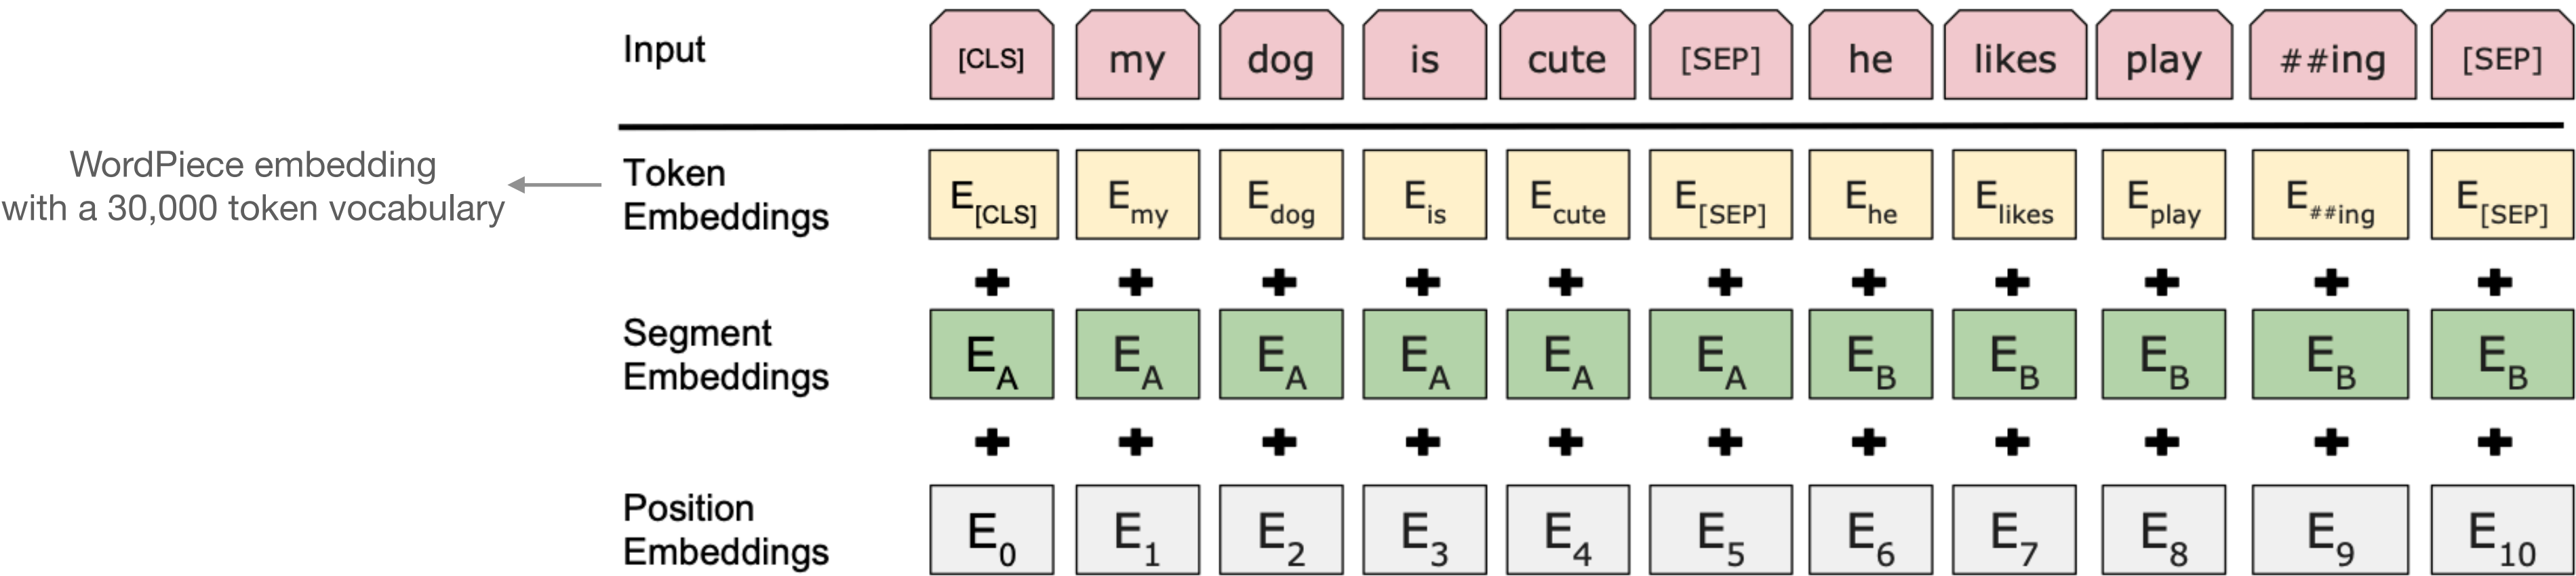 Input [CLS] my dog is cute [SEP] he likes play ##ing [SEP]
WordPiece embedding
with a 30,000 token vocabulary
Token
Embeddings
E[CLS] Emy Edog Eis Ecute E[SEP] Ehe Elikes Eplay E##ing E[SEP]
+ + + + + + + + + + +
Segment
Embeddings
EA EA EA EA EA EA EB EB EB EB EB
+ + + + + + + + + + +
Position
Embeddings
E0 E1 E2 E3 E4 E5 E6 E7 E8 E9 E10